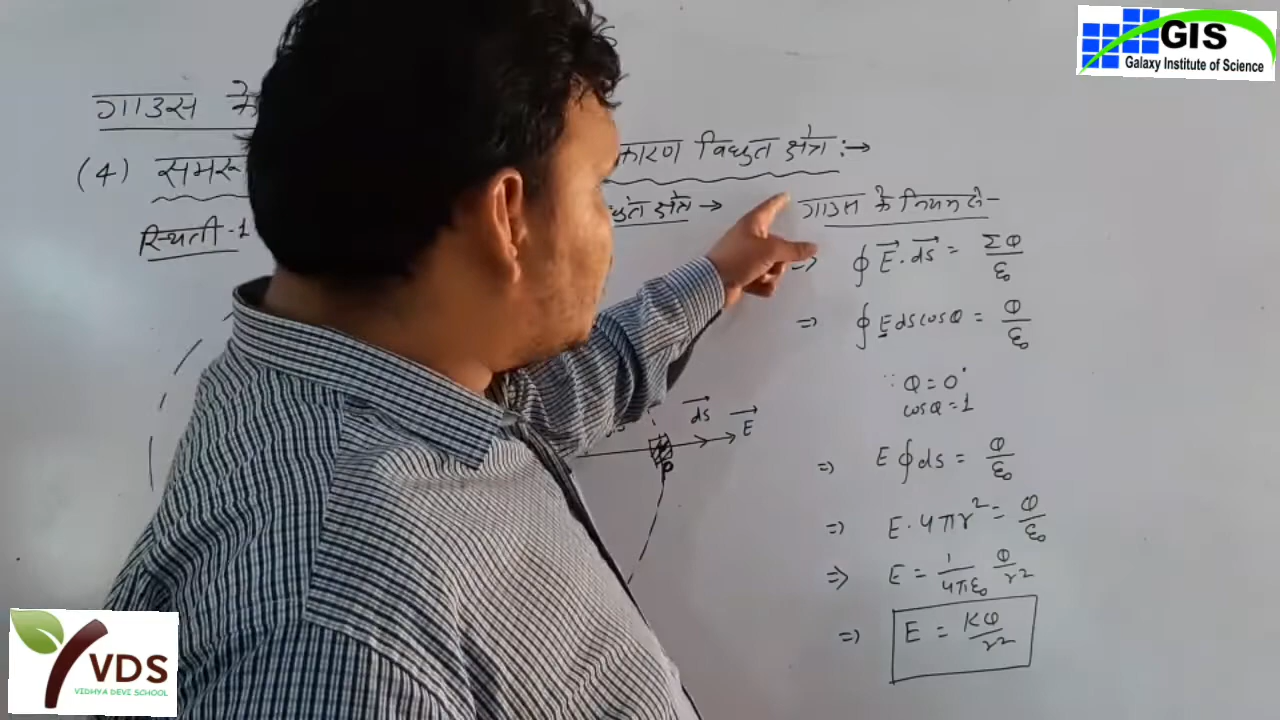 GIS
Galaxy Institute of Science
गाउस के
(4) समरू
कारण विद्युत क्षेत्र :→
स्थिती-1
द्युत क्षेत्र →
गाउस के नियम से-
=> ∮ E⃗ . ds⃗ = ΣQ/ε₀
=> ∮ E ds cosθ = Q/ε₀
∵ θ = 0°
cosθ = 1
ds⃗ E⃗
P
=> E ∮ ds = Q/ε₀
=> E . 4πr² = Q/ε₀
=> E = 1/4πε₀ Q/r²
=> E = KQ/r²
VDS
VIDHYA DEVI SCHOOL